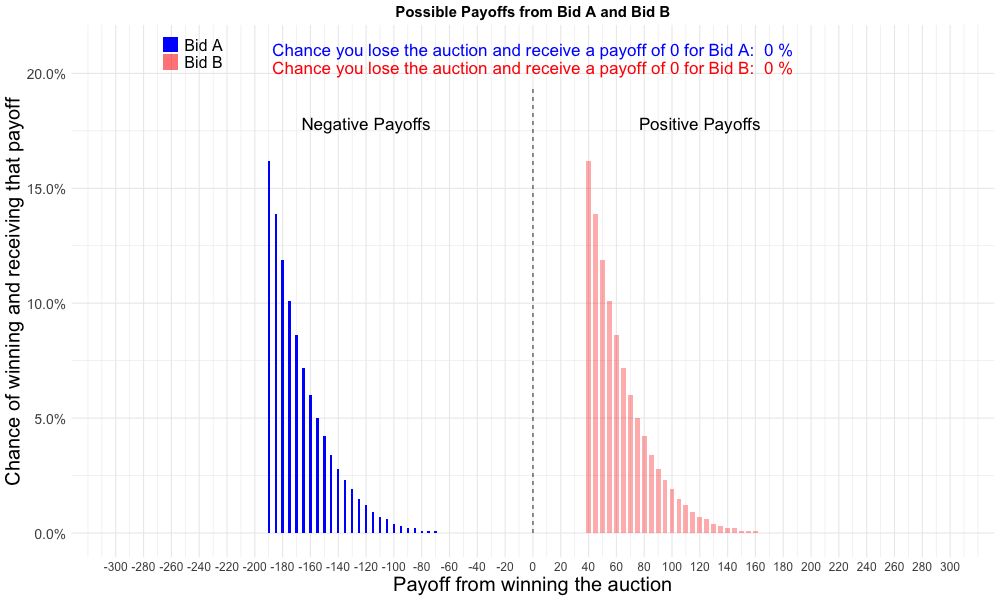 Possible Payoffs from Bid A and Bid B
Bid A
Bid B
Chance you lose the auction and receive a payoff of 0 for Bid A:  0 %
Chance you lose the auction and receive a payoff of 0 for Bid B:  0 %
Negative Payoffs
Positive Payoffs
Chance of winning and receiving that payoff
20.0%
15.0%
10.0%
5.0%
0.0%
-300 -280 -260 -240 -220 -200 -180 -160 -140 -120 -100 -80 -60 -40 -20 0 20 40 60 80 100 120 140 160 180 200 220 240 260 280 300
Payoff from winning the auction